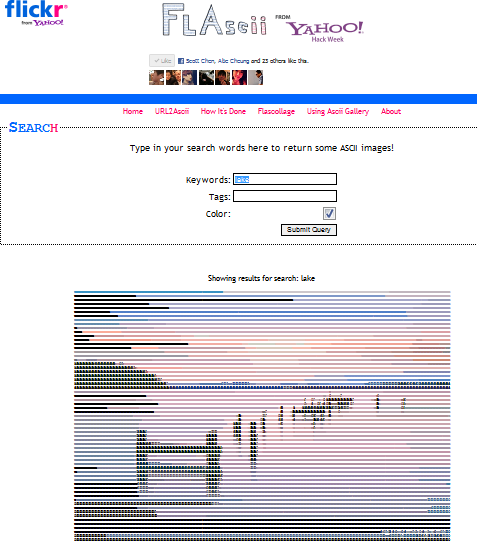 flickr
from YAHOO!
FLAscii FROM YAHOO!
Hack Week
Like Scott Chen, Allie Cheung and 23 others like this.
Home URL2Ascii How It's Done Flascollage Using Ascii Gallery About
SEARCH
Type in your search words here to return some ASCII images!
Keywords: lake
Tags:
Color:
Submit Query
Showing results for search: lake